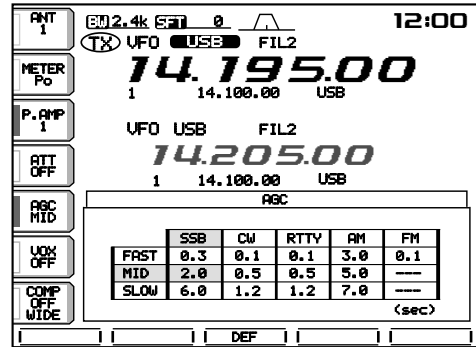 ANT
1
BW 2.4k SFT 0
12:00
TX VFO USB FIL2
METER
Po
14.195.00
1 14.100.00 USB
P.AMP
1
VFO USB FIL2
ATT
OFF
14.205.00
1 14.100.00 USB
AGC
MID
AGC
SSB CW RTTY AM FM
VOX
OFF
FAST 0.3 0.1 0.1 3.0 0.1
MID 2.0 0.5 0.5 5.0 ---
SLOW 6.0 1.2 1.2 7.0
COMP
OFF
WIDE
(sec)
DEF